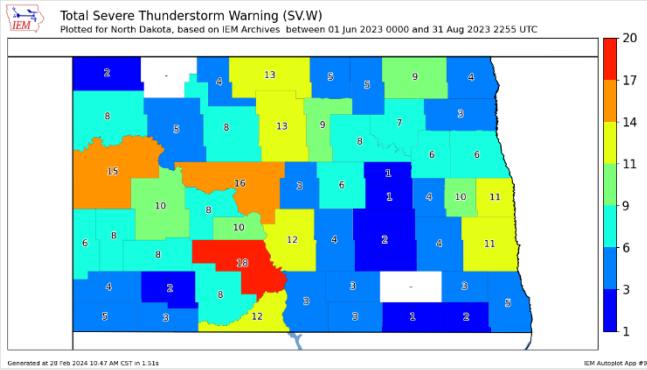 IEM
Total Severe Thunderstorm Warning (SV.W)
Plotted for North Dakota, based on IEM Archives between 01 Jun 2023 0000 and 31 Aug 2023 2255 UTC
2 - 4 13 5 5 9 4
8 5 8 13 9 8 7 3
6 6
15 16 3 6 1
10 8 1 4 10 11
6 8 8 10 12 4 2 4 11
18
4 2 8 3 3 - 3 5
5 3 12 3 1 2
20
17
14
11
9
6
3
1
Generated at 28 Feb 2024 10:47 AM CST in 1.51s
IEM Autoplot App #9